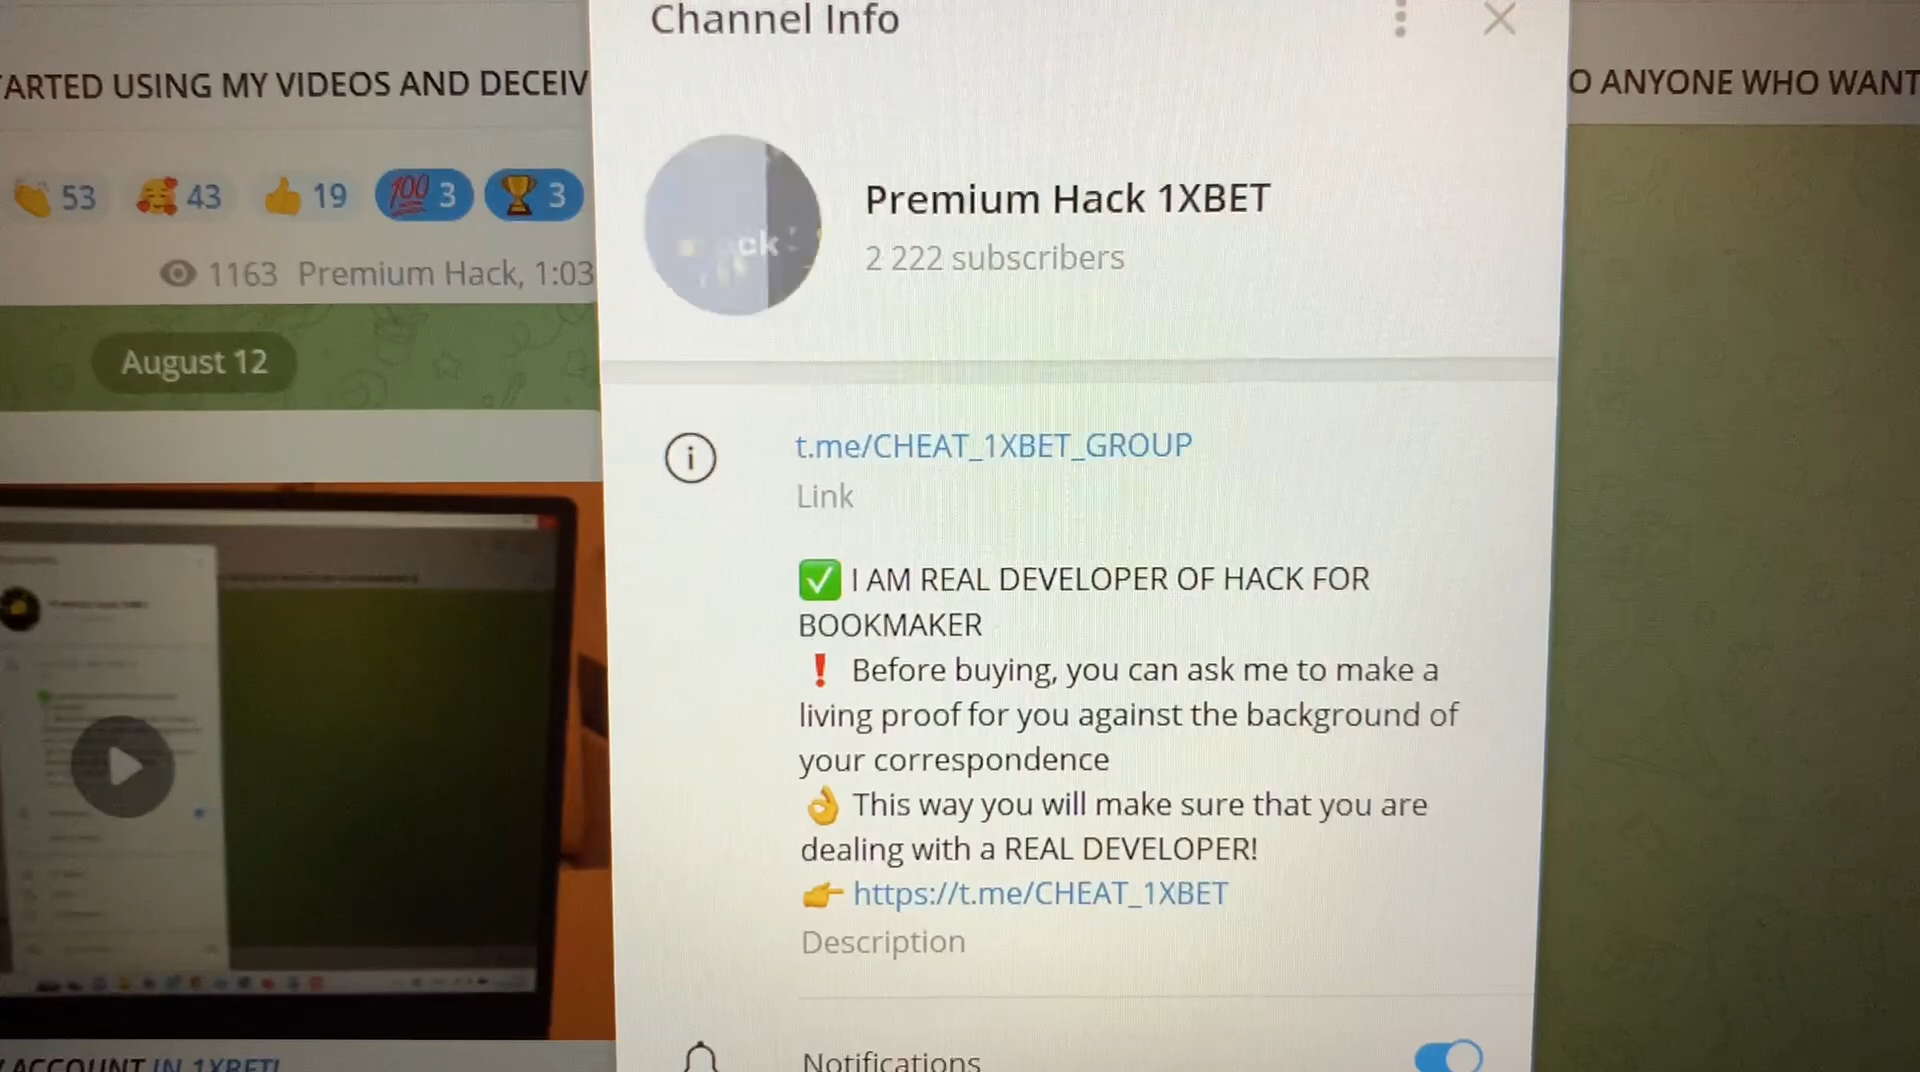 Channel Info
ARTED USING MY VIDEOS AND DECEIV
O ANYONE WHO WANT
53 43 19 100 3 3
Premium Hack 1XBET
2 222 subscribers
ck
1163 Premium Hack, 1:03
August 12
t.me/CHEAT_1XBET_GROUP
Link
I AM REAL DEVELOPER OF HACK FOR
BOOKMAKER
Before buying, you can ask me to make a
living proof for you against the background of
your correspondence
This way you will make sure that you are
dealing with a REAL DEVELOPER!
https://t.me/CHEAT_1XBET
Description
Notifications
ACCOUNT IN 1XBET!